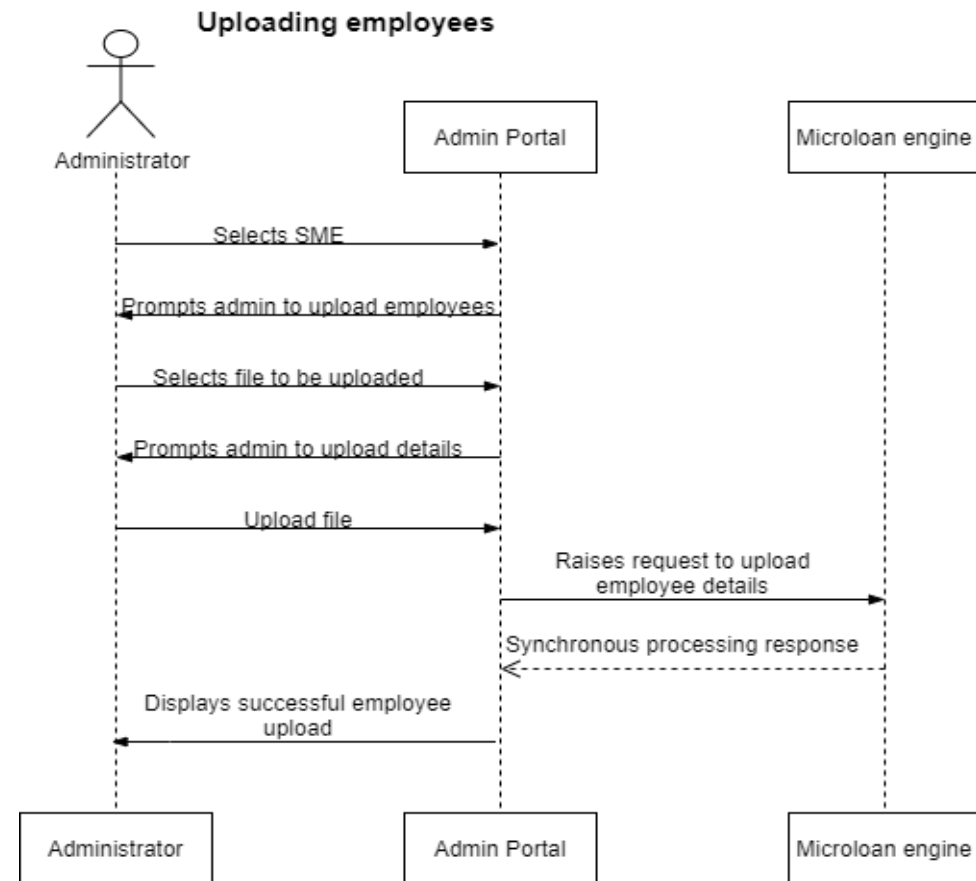 Uploading employees
Administrator
Admin Portal
Microloan engine
Selects SME
Prompts admin to upload employees
Selects file to be uploaded
Prompts admin to upload details
Upload file
Raises request to upload
employee details
Synchronous processing response
Displays successful employee
upload
Administrator
Admin Portal
Microloan engine